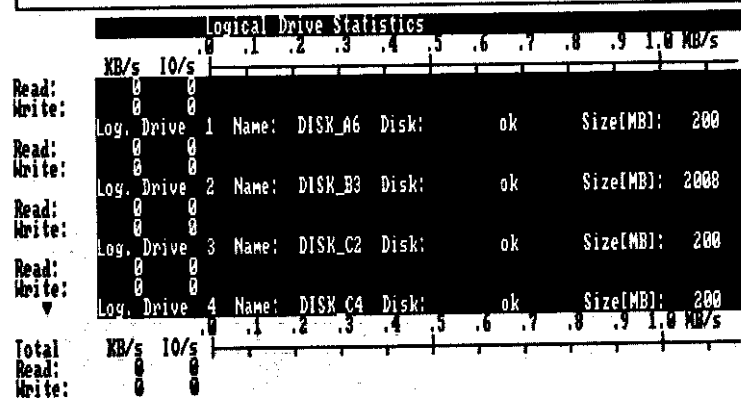 Logical Drive Statistics
.0 .1 .2 .3 .4 .5 .6 .7 .8 .9 1.0 MB/s
KB/s IO/s
Read: 0 0
Write: 0 0
Log. Drive 1 Name: DISK_A6 Disk: ok Size[MB]: 200
Read: 0 0
Write: 0 0
Log. Drive 2 Name: DISK_B3 Disk: ok Size[MB]: 2008
Read: 0 0
Write: 0 0
Log. Drive 3 Name: DISK_C2 Disk: ok Size[MB]: 200
Read: 0 0
Write: 0 0
Log. Drive 4 Name: DISK_C4 Disk: ok Size[MB]: 200
.0 .1 .2 .3 .4 .5 .6 .7 .8 .9 1.0 MB/s
Total KB/s IO/s
Read: 0 0
Write: 0 0